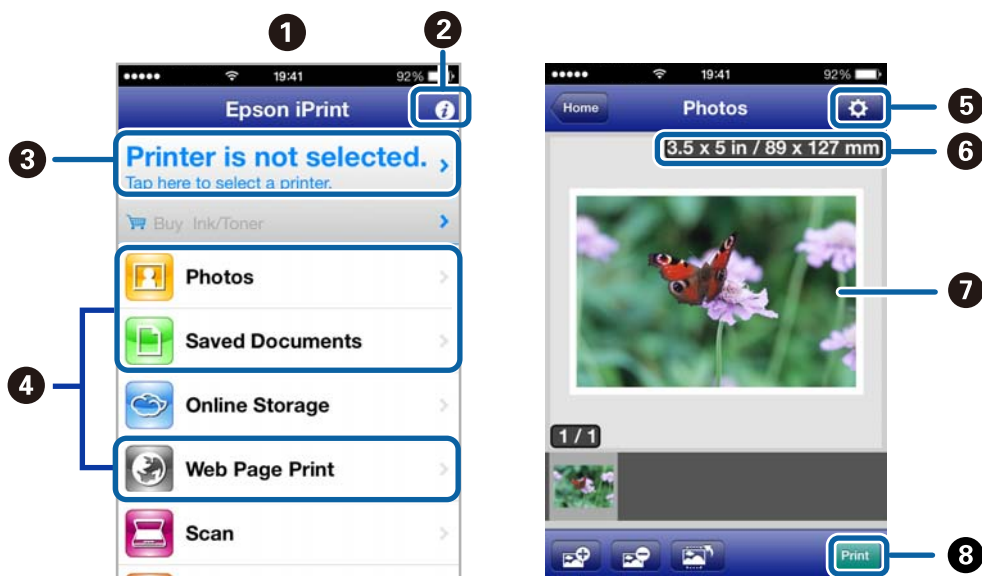 1
2
19:41
92%
Epson iPrint
3
Printer is not selected.
Tap here to select a printer.
Buy Ink/Toner
Photos
Saved Documents
4
Online Storage
Web Page Print
Scan
19:41
92%
Home
Photos
5
3.5 x 5 in / 89 x 127 mm
6
7
1 / 1
Print
8